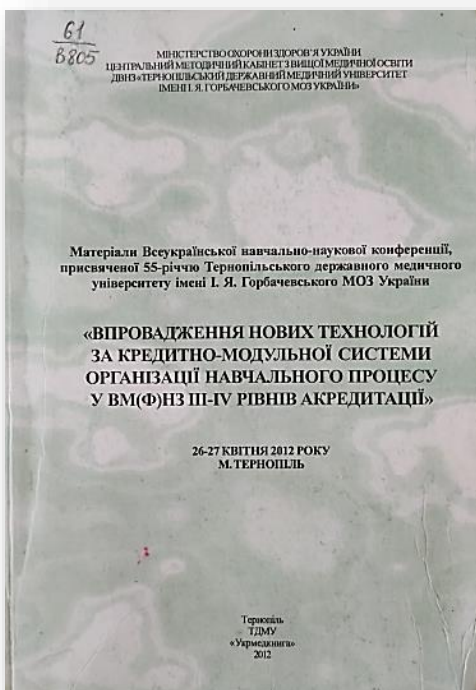 61
В805
МІНІСТЕРСТВО ОХОРОНИ ЗДОРОВ'Я УКРАЇНИ
ЦЕНТРАЛЬНИЙ МЕТОДИЧНИЙ КАБІНЕТ З ВИЩОЇ МЕДИЧНОЇ ОСВІТИ
ДВНЗ «ТЕРНОПІЛЬСЬКИЙ ДЕРЖАВНИЙ МЕДИЧНИЙ УНІВЕРСИТЕТ
ІМЕНІ І. Я. ГОРБАЧЕВСЬКОГО МОЗ УКРАЇНИ»
Матеріали Всеукраїнської навчально-наукової конференції,
присвяченої 55-річчю Тернопільського державного медичного
університету імені І. Я. Горбачевського МОЗ України
«ВПРОВАДЖЕННЯ НОВИХ ТЕХНОЛОГІЙ
ЗА КРЕДИТНО-МОДУЛЬНОЇ СИСТЕМИ
ОРГАНІЗАЦІЇ НАВЧАЛЬНОГО ПРОЦЕСУ
У ВМ(Ф)НЗ III-IV РІВНІВ АКРЕДИТАЦІЇ»
26-27 КВІТНЯ 2012 РОКУ
М. ТЕРНОПІЛЬ
Тернопіль
ТДМУ
«Укрмедкнига»
2012